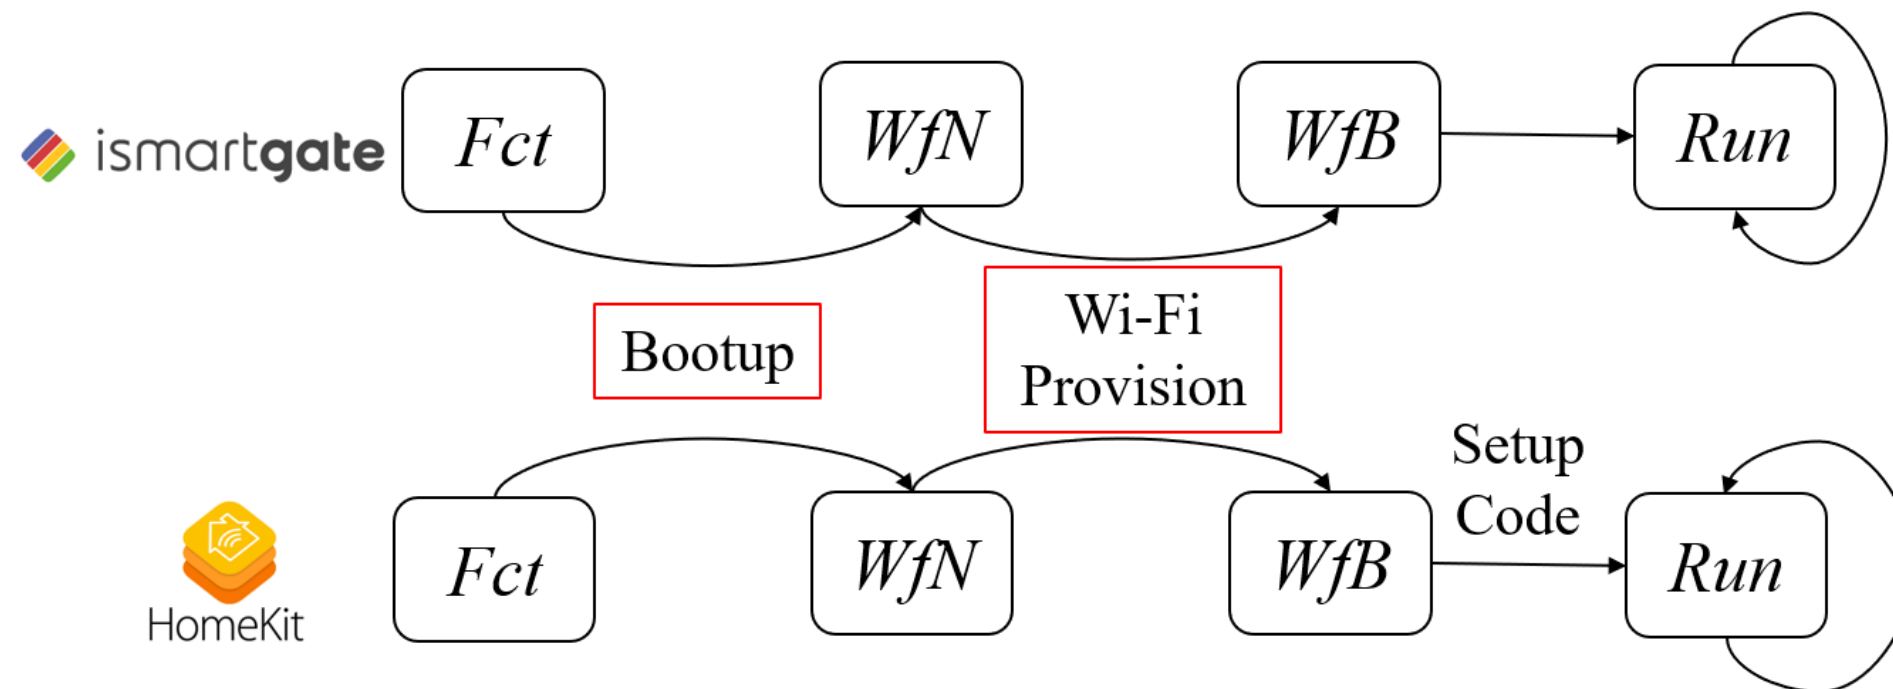 ismartgate
Fct
WfN
WfB
Run
Bootup
Wi-Fi
Provision
Setup
Code
HomeKit
Fct
WfN
WfB
Run